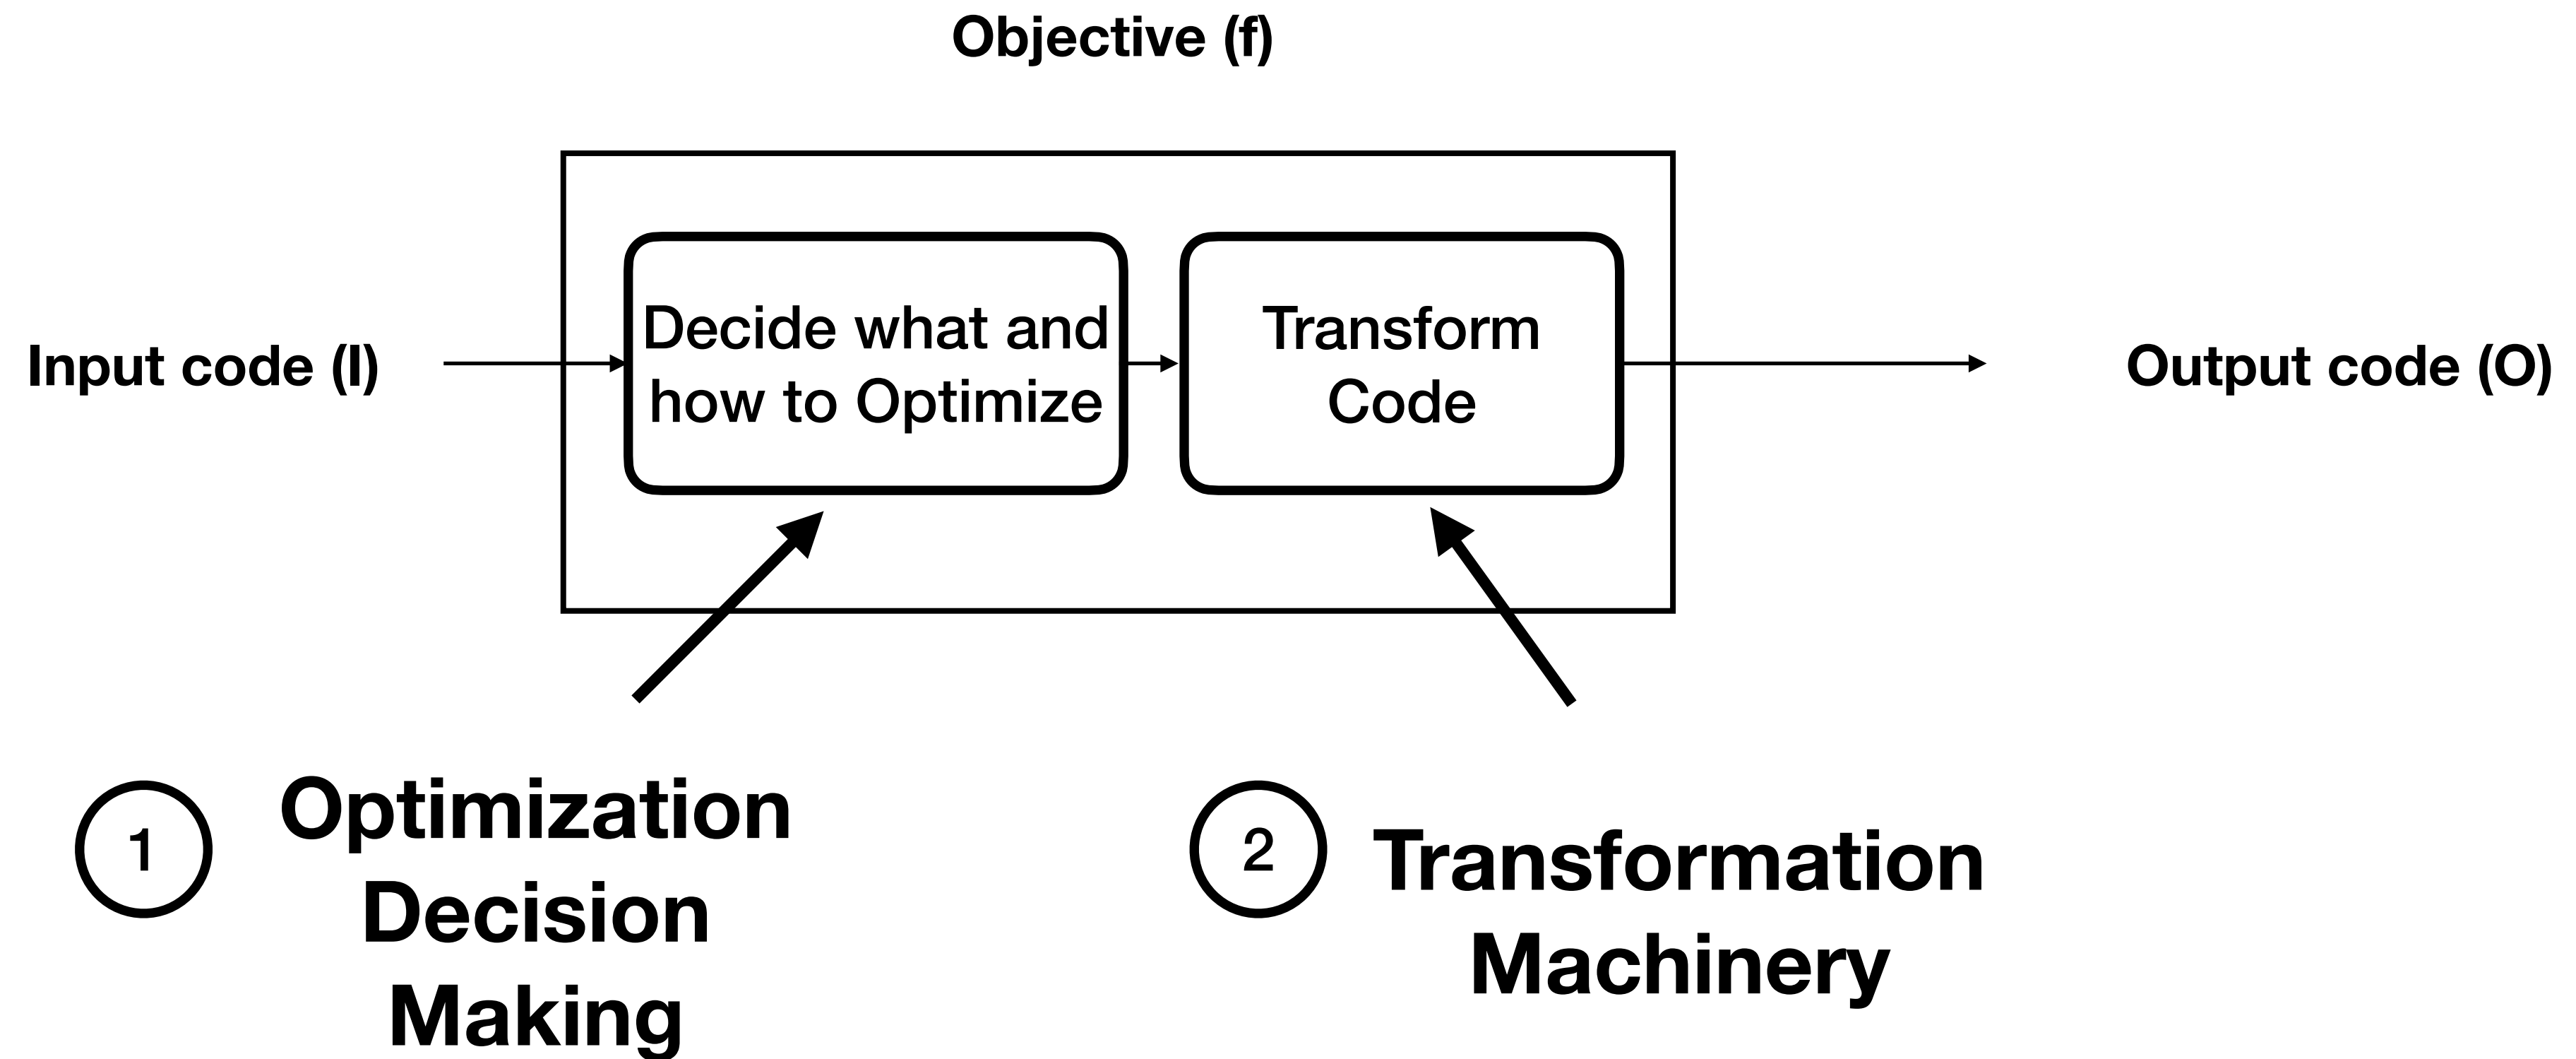 Objective (f)
Input code (I)
Decide what and
how to Optimize
Transform
Code
Output code (O)
1
Optimization
Decision
Making
2
Transformation
Machinery